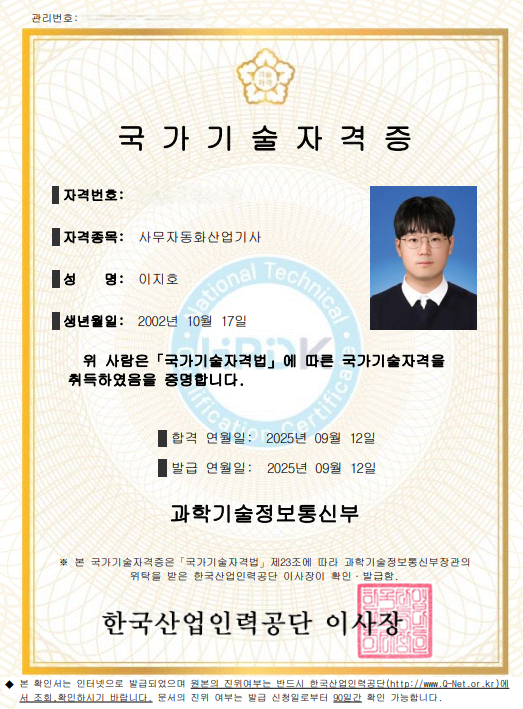 관리번호:
국가기술자격증
자격번호:
자격종목: 사무자동화산업기사
성 명: 이지호
생년월일: 2002년 10월 17일
National Technical
HRDK
Qualification Certificate
위 사람은「국가기술자격법」에 따른 국가기술자격을
취득하였음을 증명합니다.
합격 연월일: 2025년 09월 12일
발급 연월일: 2025년 09월 12일
과학기술정보통신부
※ 본 국가기술자격증은「국가기술자격법」제23조에 따라 과학기술정보통신부장관의
위탁을 받은 한국산업인력공단 이사장이 확인·발급함.
한국산업인력공단 이사장
◆ 본 확인서는 인터넷으로 발급되었으며 원본의 진위여부는 반드시 한국산업인력공단(http://www.Q-Net.or.kr)에
서 조회.확인하시기 바랍니다. 문서의 진위 여부는 발급 신청일로부터 90일간 확인 가능합니다.